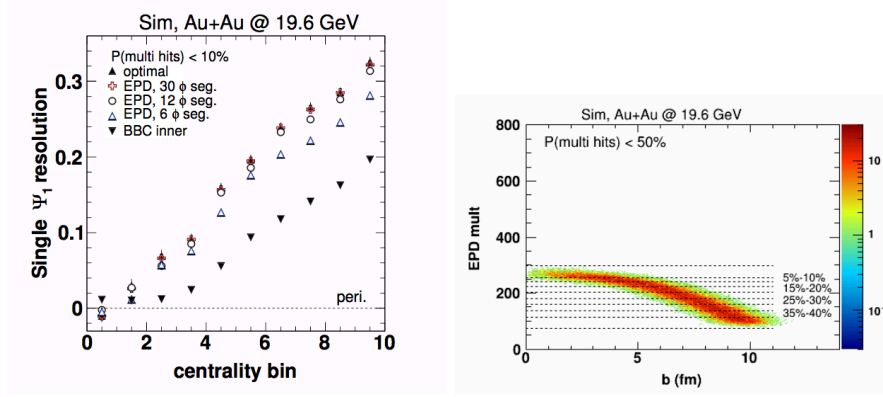 Sim, Au+Au @ 19.6 GeV
P(multi hits) < 10%
optimal
EPD, 30 ϕ seg.
EPD, 12 ϕ seg.
EPD, 6 ϕ seg.
BBC inner
Single Ψ1 resolution
0.3
0.2
0.1
0
peri.
0 2 4 6 8 10
centrality bin
Sim, Au+Au @ 19.6 GeV
P(multi hits) < 50%
EPD mult
800
600
400
200
0
5%-10%
15%-20%
25%-30%
35%-40%
0 5 10
b (fm)
10
1
10